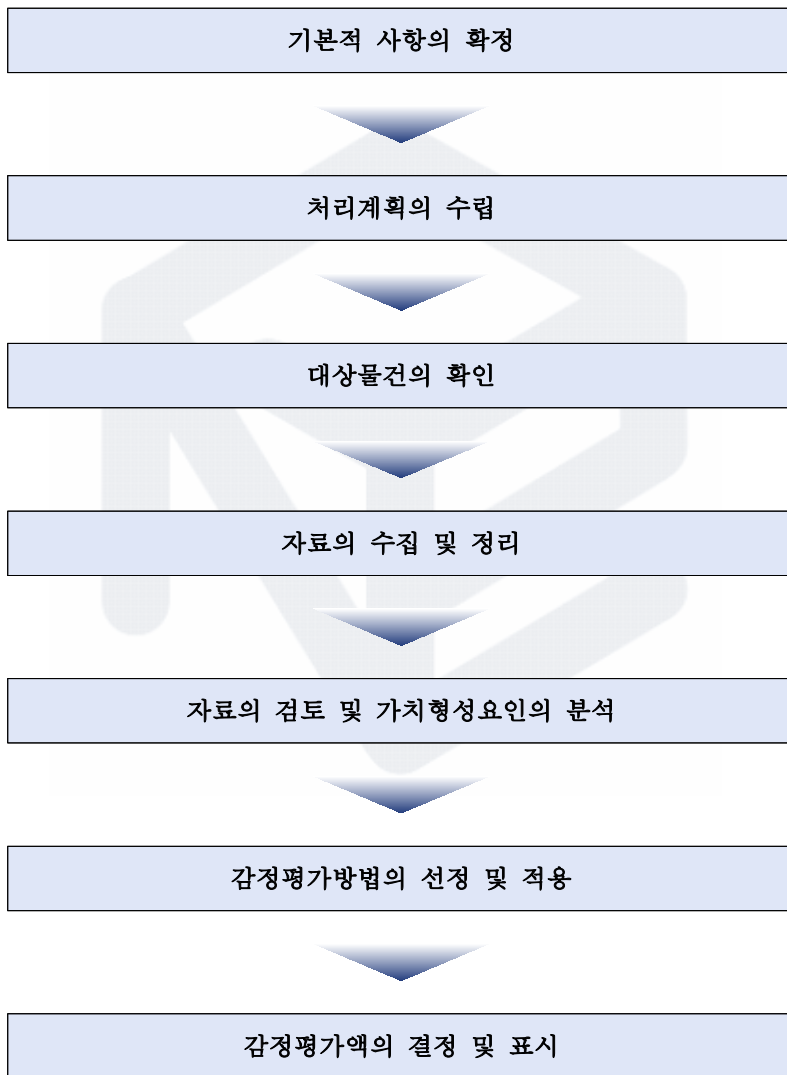 기본적 사항의 확정
처리계획의 수립
대상물건의 확인
자료의 수집 및 정리
자료의 검토 및 가치형성요인의 분석
감정평가방법의 선정 및 적용
감정평가액의 결정 및 표시